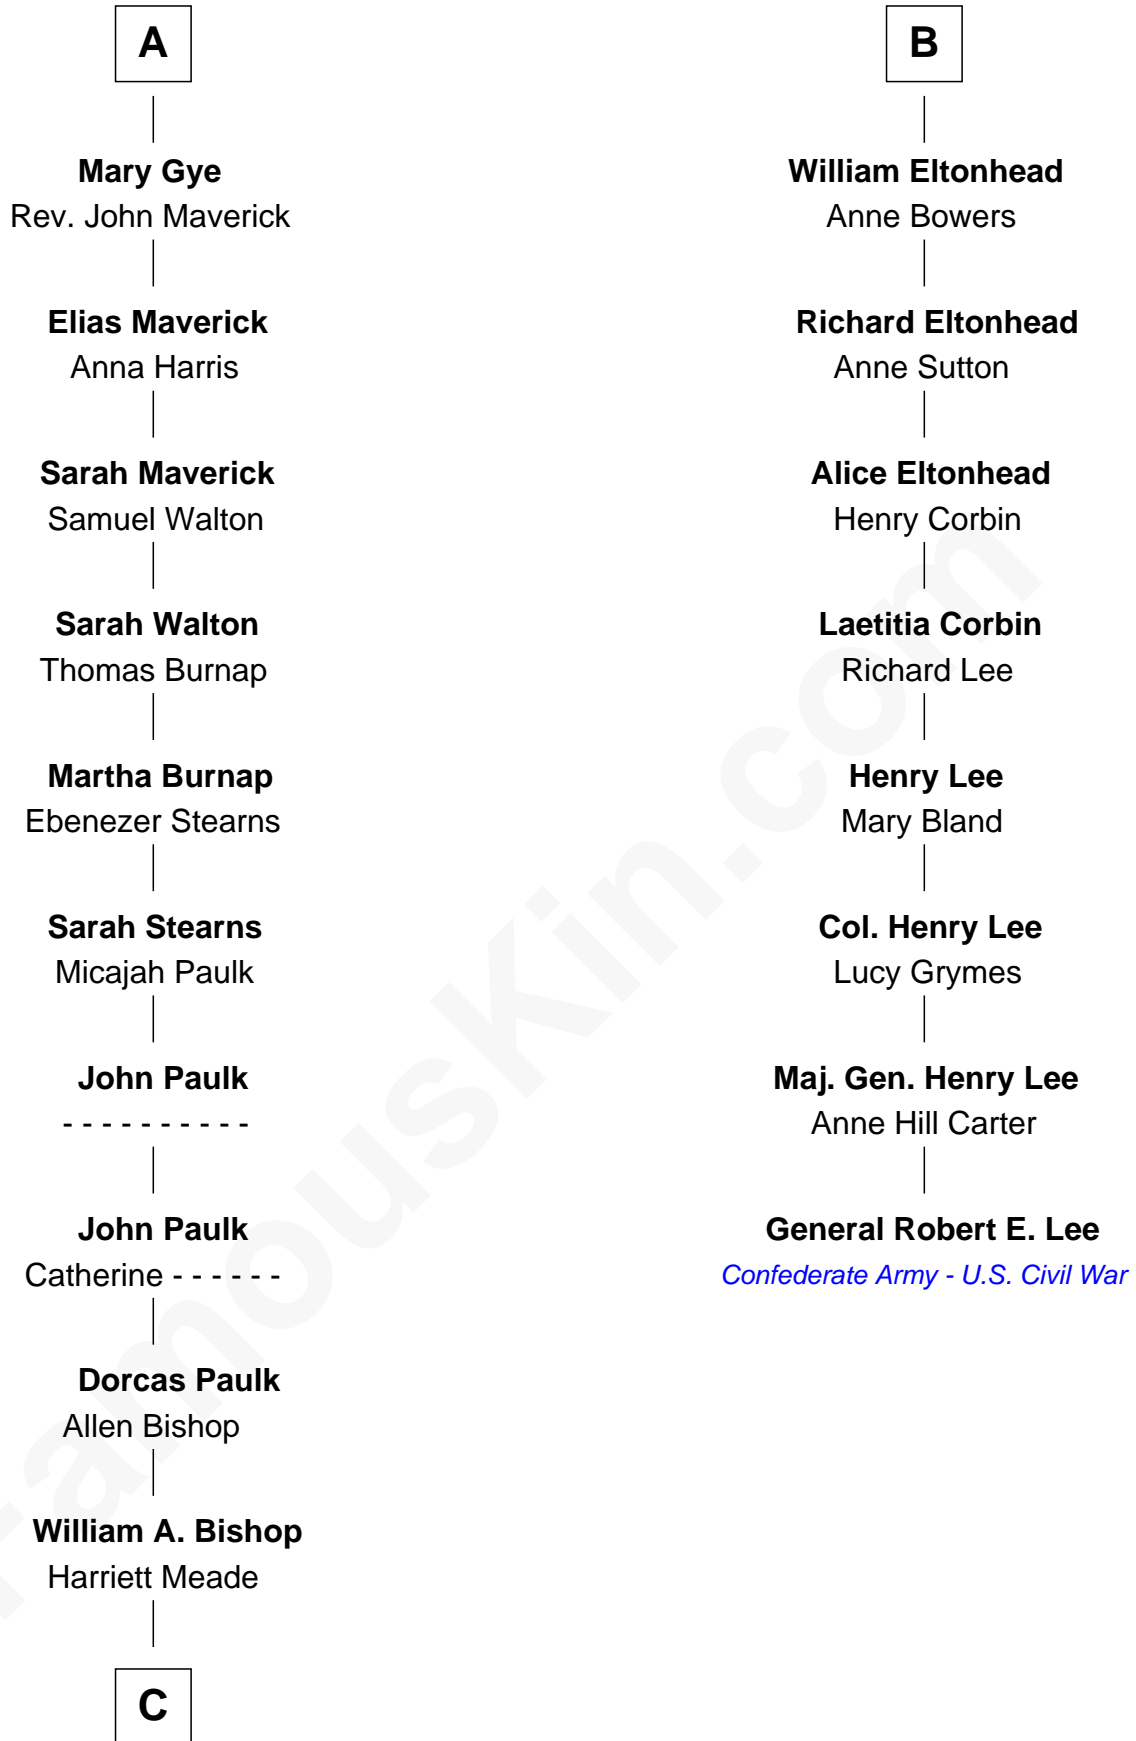 A
Mary Gye
Rev. John Maverick
Elias Maverick
Anna Harris
Sarah Maverick
Samuel Walton
Sarah Walton
Thomas Burnap
Martha Burnap
Ebenezer Stearns
Sarah Stearns
Micajah Paulk
John Paulk
- - - - - - - - - -
John Paulk
Catherine - - - - - -
Dorcas Paulk
Allen Bishop
William A. Bishop
Harriett Meade
C
B
William Eltonhead
Anne Bowers
Richard Eltonhead
Anne Sutton
Alice Eltonhead
Henry Corbin
Laetitia Corbin
Richard Lee
Henry Lee
Mary Bland
Col. Henry Lee
Lucy Grymes
Maj. Gen. Henry Lee
Anne Hill Carter
General Robert E. Lee
Confederate Army - U.S. Civil War
FamousKin.com